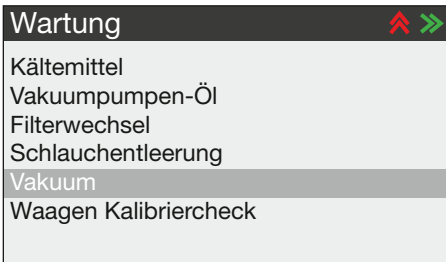 Wartung
Kältemittel
Vakuumpumpen-Öl
Filterwechsel
Schlauchentleerung
Vakuum
Waagen Kalibriercheck